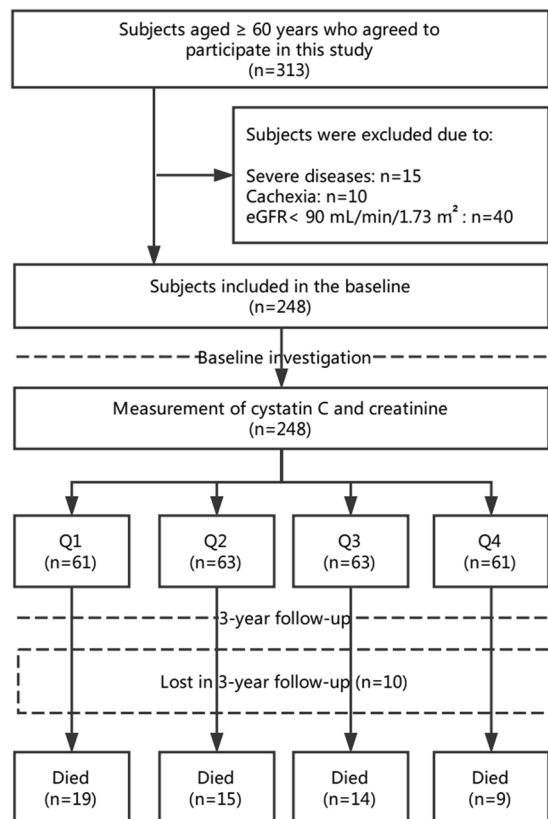 Subjects aged ≥ 60 years who agreed to
participate in this study
(n=313)
Subjects were excluded due to:
Severe diseases: n=15
Cachexia: n=10
eGFR< 90 mL/min/1.73 m²: n=40
Subjects included in the baseline
(n=248)
Baseline investigation
Measurement of cystatin C and creatinine
(n=248)
Q1
(n=61)
Q2
(n=63)
Q3
(n=63)
Q4
(n=61)
3-year follow-up
Lost in 3-year follow-up (n=10)
Died
(n=19)
Died
(n=15)
Died
(n=14)
Died
(n=9)